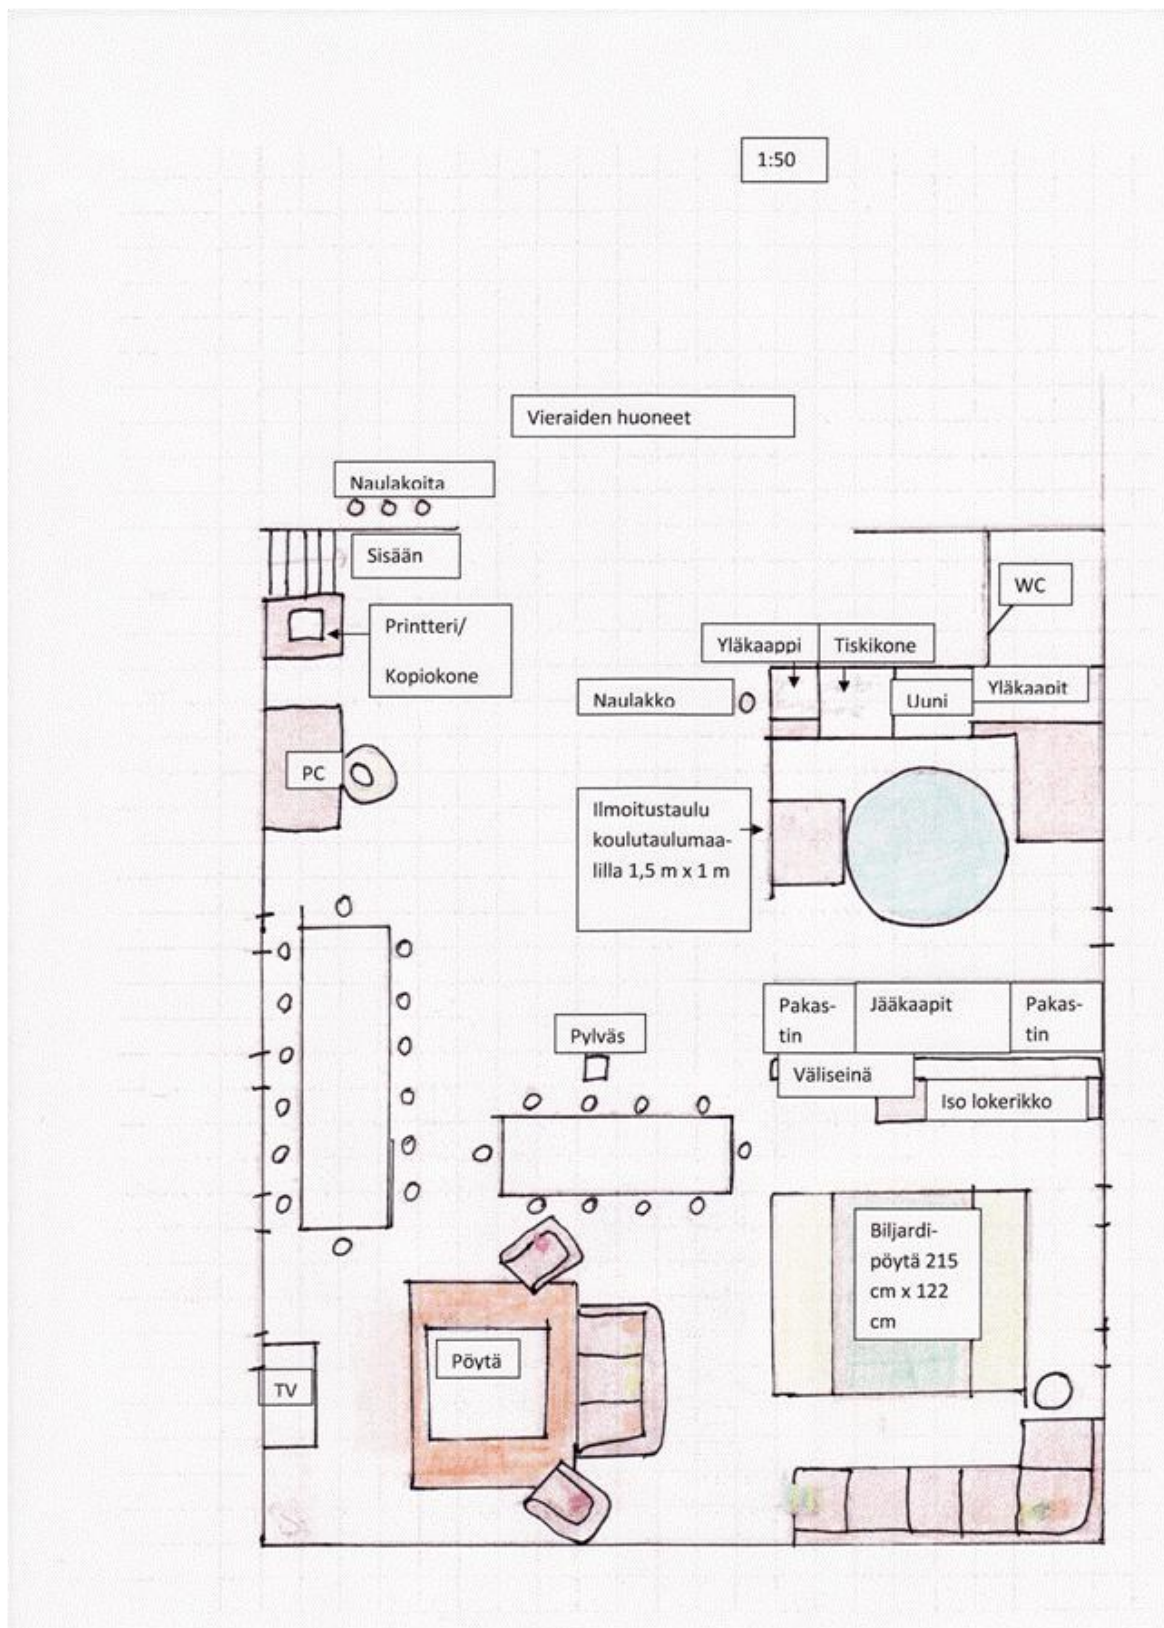 1:50
Vieraiden huoneet
Naulakoita
Sisään
WC
Printteri/
Kopiokone
Yläkaappi
Tiskikone
Naulakko
Uuni
Yläkaapit
PC
Ilmoitustaulu
koulutaulumaa-
lilla 1,5 m x 1 m
Pakas-
tin
Jääkaapit
Pakas-
tin
Pylväs
Väliseinä
Iso lokerikko
Biljardi-
pöytä 215
cm x 122
cm
Pöytä
TV